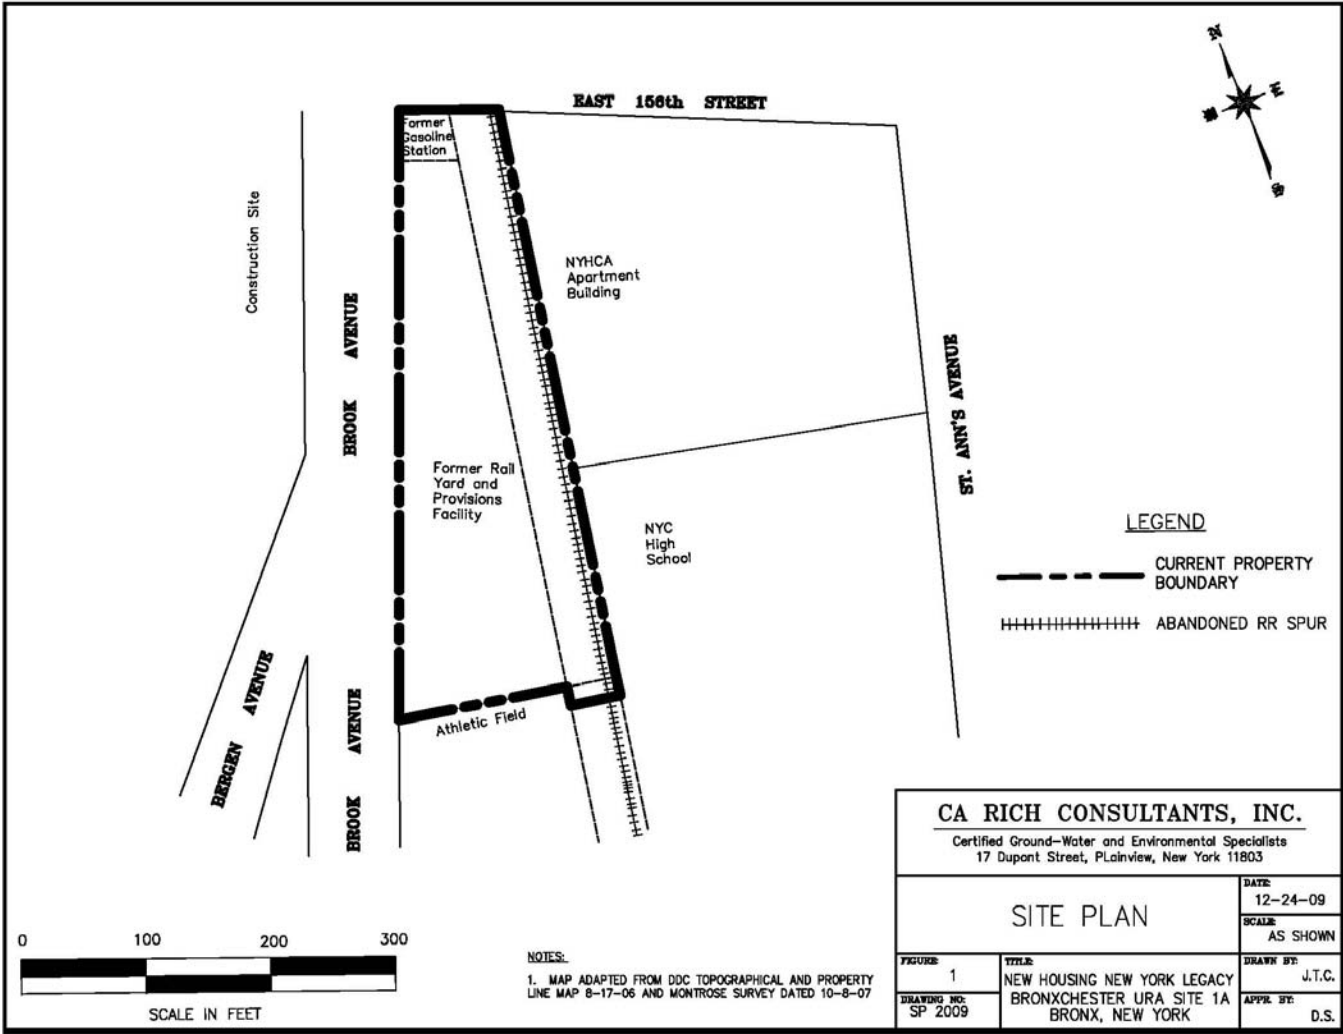 EAST 156th STREET
N
E
W
S
Former
Gasoline
Station
Construction Site
NYHCA
Apartment
Building
BROOK AVENUE
ST. ANN'S AVENUE
Former Rail
Yard and
Provisions
Facility
NYC
High
School
LEGEND
CURRENT PROPERTY
BOUNDARY
ABANDONED RR SPUR
BERGEN AVENUE
BROOK AVENUE
Athletic Field
CA RICH CONSULTANTS, INC.
Certified Ground-Water and Environmental Specialists
17 Dupont Street, PLainview, New York 11803
SITE PLAN
DATE:
12-24-09
SCALE:
AS SHOWN
FIGURE:
1
TITLE:
NEW HOUSING NEW YORK LEGACY
BRONXCHESTER URA SITE 1A
BRONX, NEW YORK
DRAWN BY:
J.T.C.
DRAWING NO:
SP 2009
APPR. BY:
D.S.
0 100 200 300
SCALE IN FEET
NOTES:
1. MAP ADAPTED FROM DDC TOPOGRAPHICAL AND PROPERTY
LINE MAP 8-17-06 AND MONTROSE SURVEY DATED 10-8-07